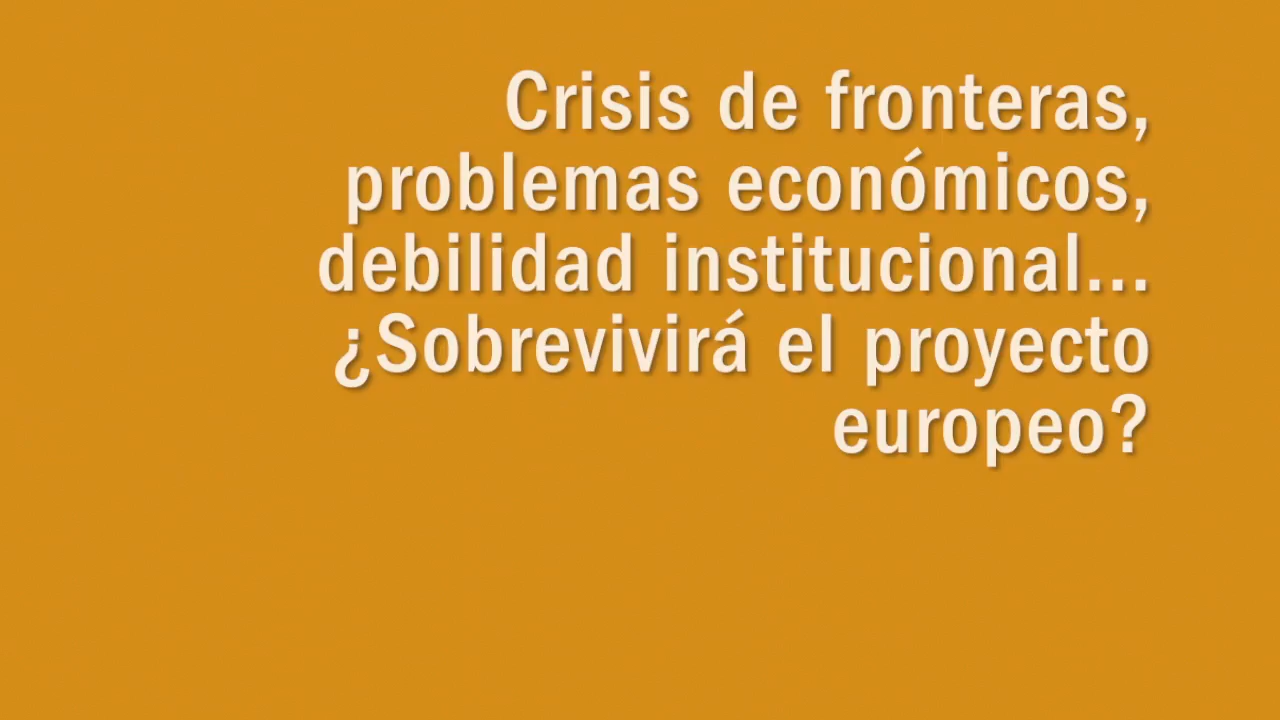 Crisis de fronteras,
problemas económicos,
debilidad institucional...
¿Sobrevivirá el proyecto
europeo?